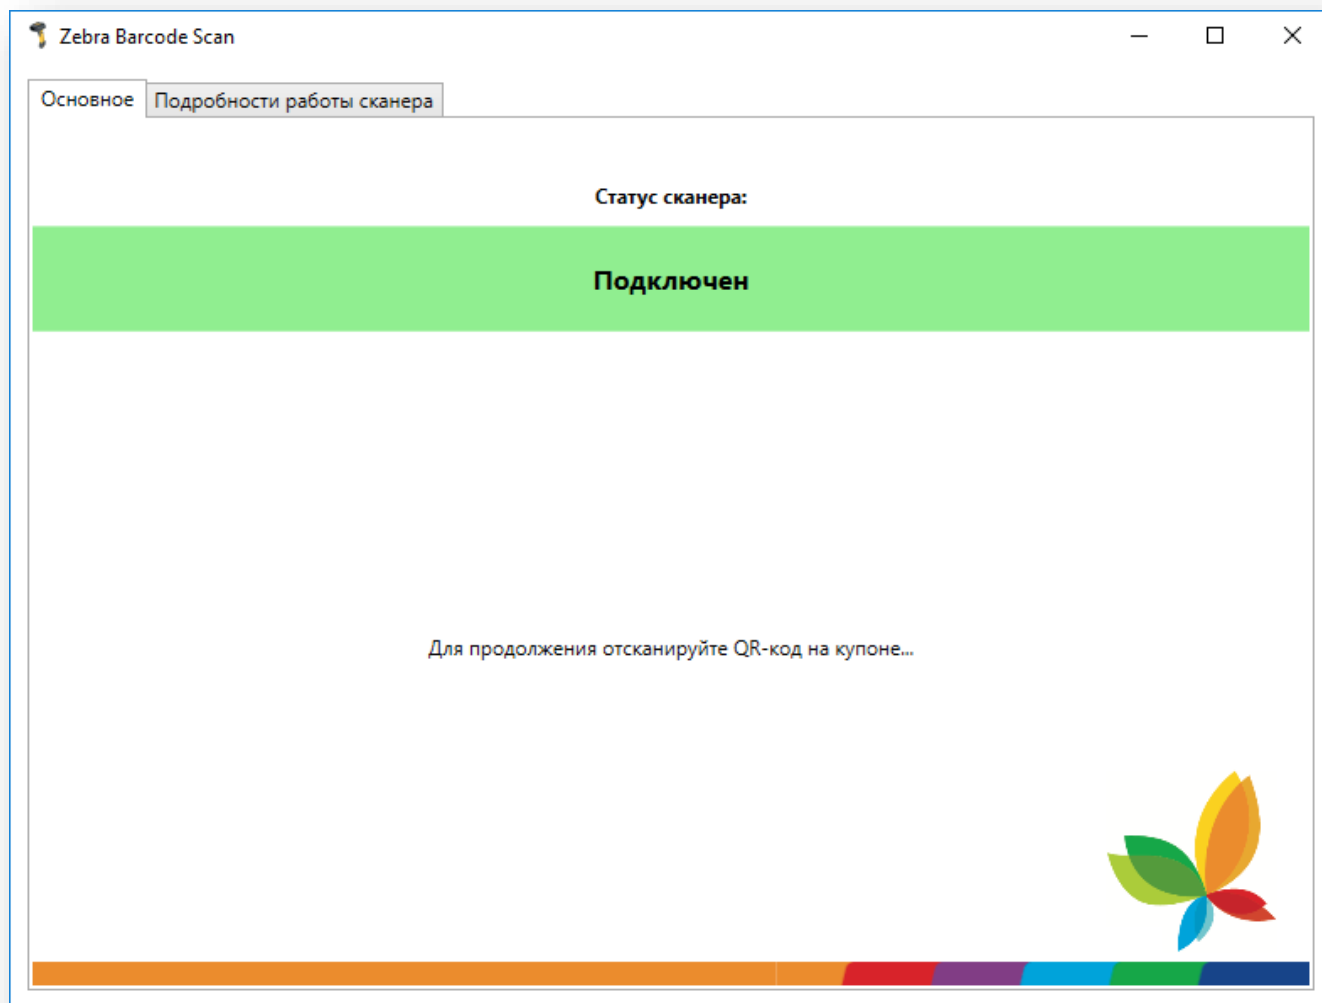 Zebra Barcode Scan
Основное
Подробности работы сканера
Статус сканера:
Подключен
Для продолжения отсканируйте QR-код на купоне...